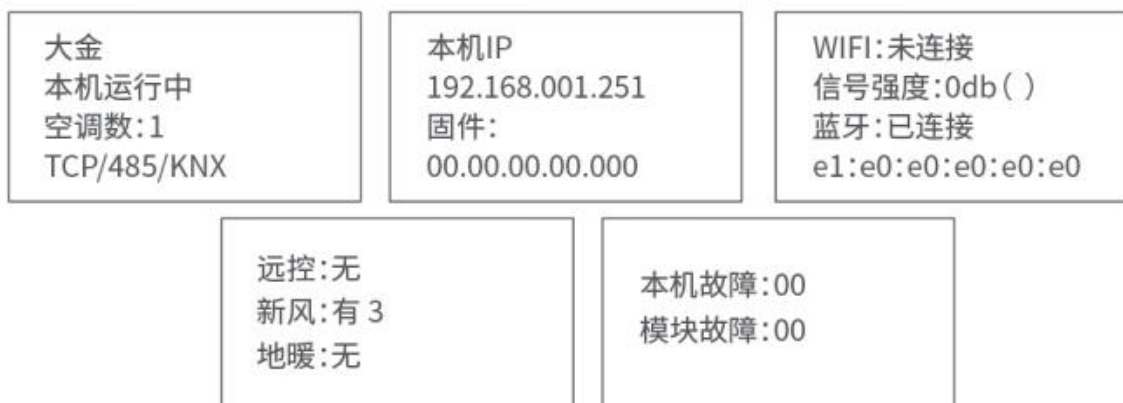 大金
本机运行中
空调数:1
TCP/485/KNX
本机IP
192.168.001.251
固件:
00.00.00.00.000
WIFI:未连接
信号强度:0db( )
蓝牙:已连接
e1:e0:e0:e0:e0:e0
远控:无
新风:有 3
地暖:无
本机故障:00
模块故障:00